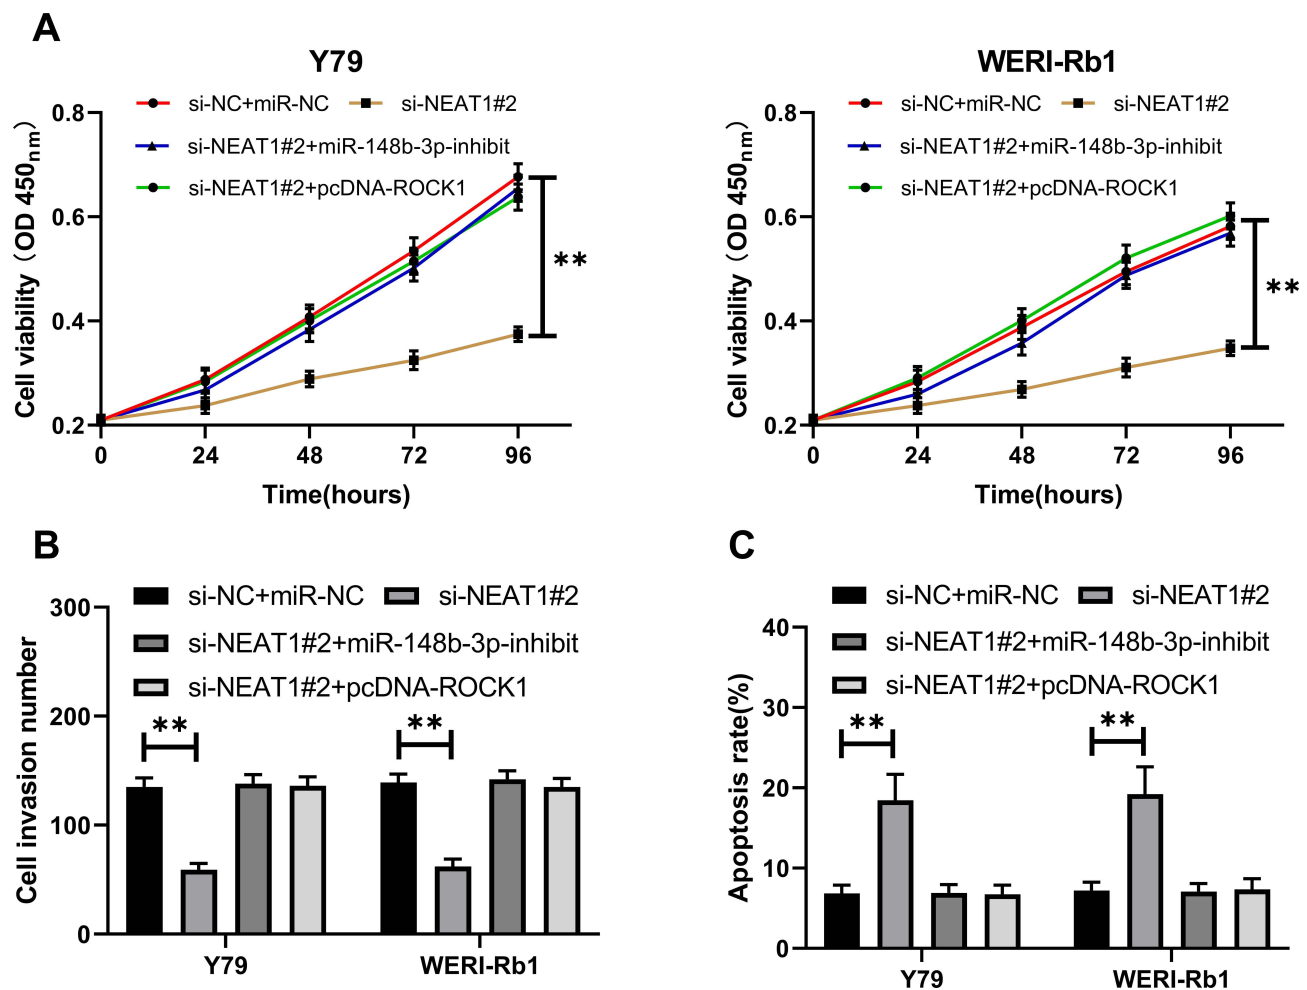 A
Y79
si-NC+miR-NC
si-NEAT1#2
si-NEAT1#2+miR-148b-3p-inhibit
si-NEAT1#2+pcDNA-ROCK1
Cell viability（OD 450nm）
0.8
0.6
0.4
0.2
**
0 24 48 72 96
Time(hours)
WERI-Rb1
si-NC+miR-NC
si-NEAT1#2
si-NEAT1#2+miR-148b-3p-inhibit
si-NEAT1#2+pcDNA-ROCK1
Cell viability（OD 450nm）
0.8
0.6
0.4
0.2
**
0 24 48 72 96
Time(hours)
B
si-NC+miR-NC
si-NEAT1#2
si-NEAT1#2+miR-148b-3p-inhibit
si-NEAT1#2+pcDNA-ROCK1
Cell invasion number
300
200
100
0
**
**
Y79
WERI-Rb1
C
si-NC+miR-NC
si-NEAT1#2
si-NEAT1#2+miR-148b-3p-inhibit
si-NEAT1#2+pcDNA-ROCK1
Apoptosis rate(%)
40
30
20
10
0
**
**
Y79
WERI-Rb1